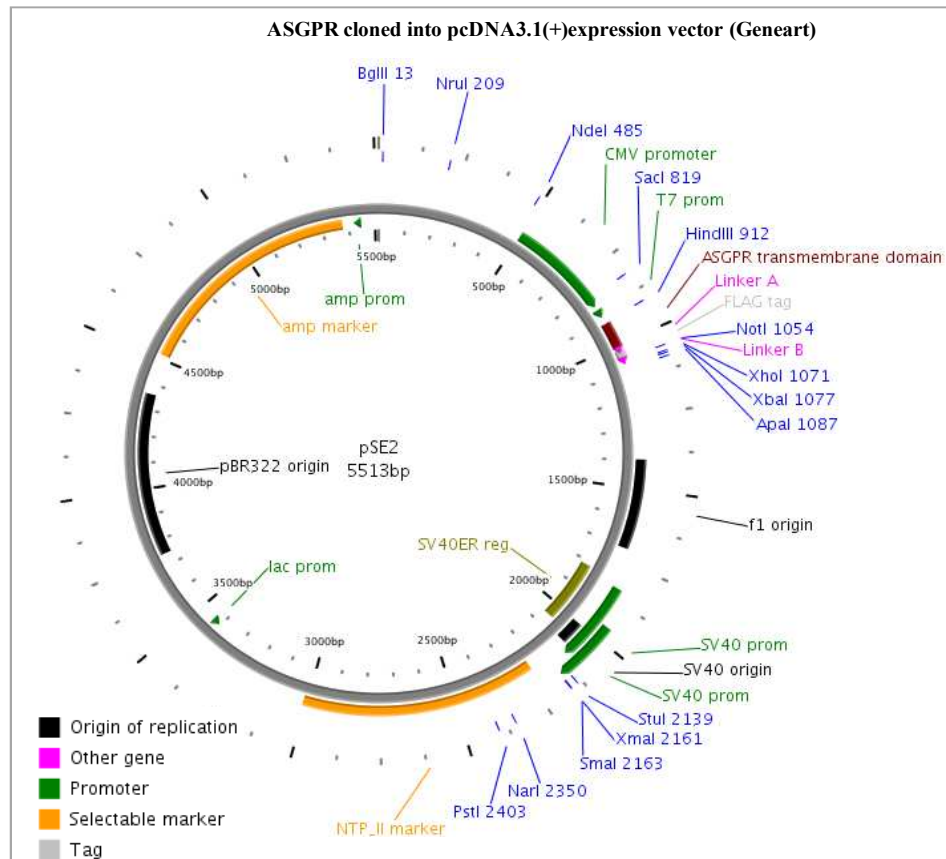 ASGPR cloned into pcDNA3.1(+)expression vector (Geneart)
BglII 13
NruI 209
NdeI 485
CMV promoter
SacI 819
T7 prom
HindIII 912
ASGPR transmembrane domain
Linker A
FLAG tag
NotI 1054
Linker B
XhoI 1071
XbaI 1077
ApaI 1087
5500bp
500bp
5000bp
amp prom
amp marker
1000bp
4500bp
pSE2
5513bp
pBR322 origin
4000bp
1500bp
f1 origin
SV40ER reg
lac prom
2000bp
3500bp
3000bp
2500bp
SV40 prom
SV40 origin
SV40 prom
StuI 2139
XmaI 2161
SmaI 2163
NarI 2350
PstI 2403
NTP_II marker
Origin of replication
Other gene
Promoter
Selectable marker
Tag